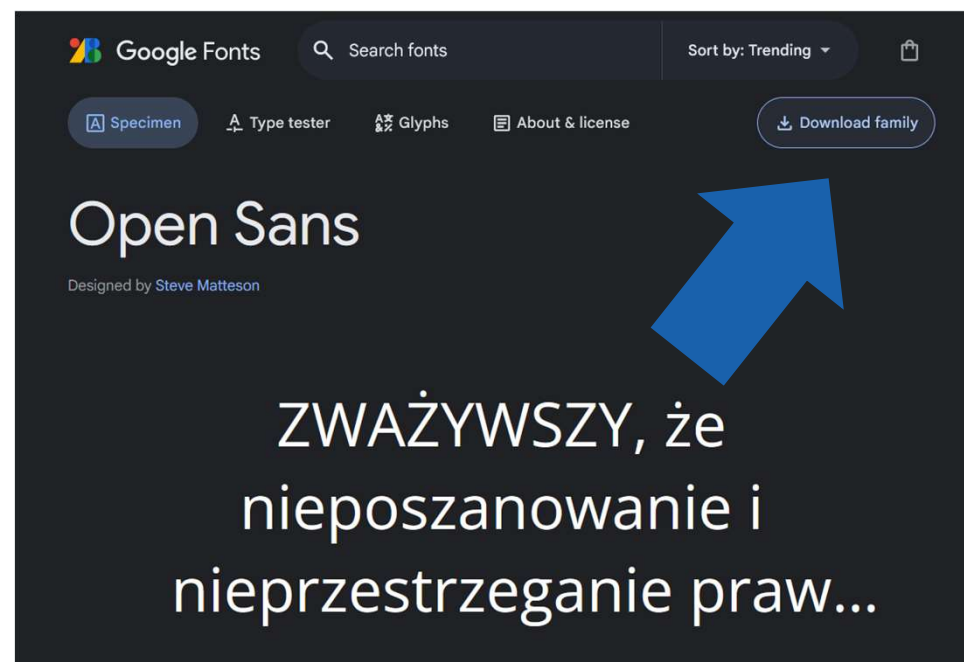 Google Fonts
Search fonts
Sort by: Trending
Specimen
Type tester
Glyphs
About & license
Download family
Open Sans
Designed by Steve Matteson
ZWAŻYWSZY, że
nieposzanowanie i
nieprzestrzeganie praw...